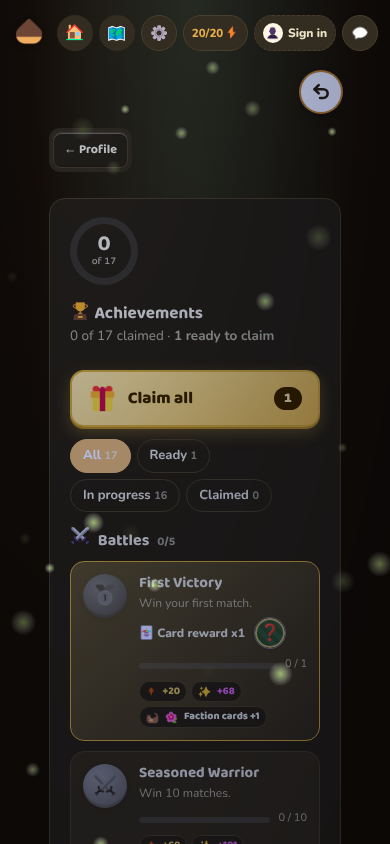 20/20
Sign in
← Profile
0
of 17
Achievements
0 of 17 claimed · 1 ready to claim
Claim all 1
All 17 Ready 1
In progress 16 Claimed 0
Battles 0/5
First Victory
Win your first match.
Card reward x1
0 / 1
+20 +68
Faction cards +1
Seasoned Warrior
Win 10 matches.
0 / 10